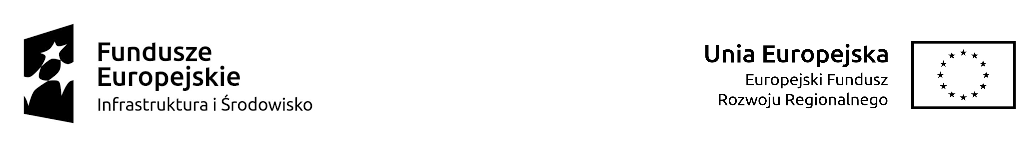 Fundusze
Europejskie
Infrastruktura i Środowisko
Unia Europejska
Europejski Fundusz
Rozwoju Regionalnego